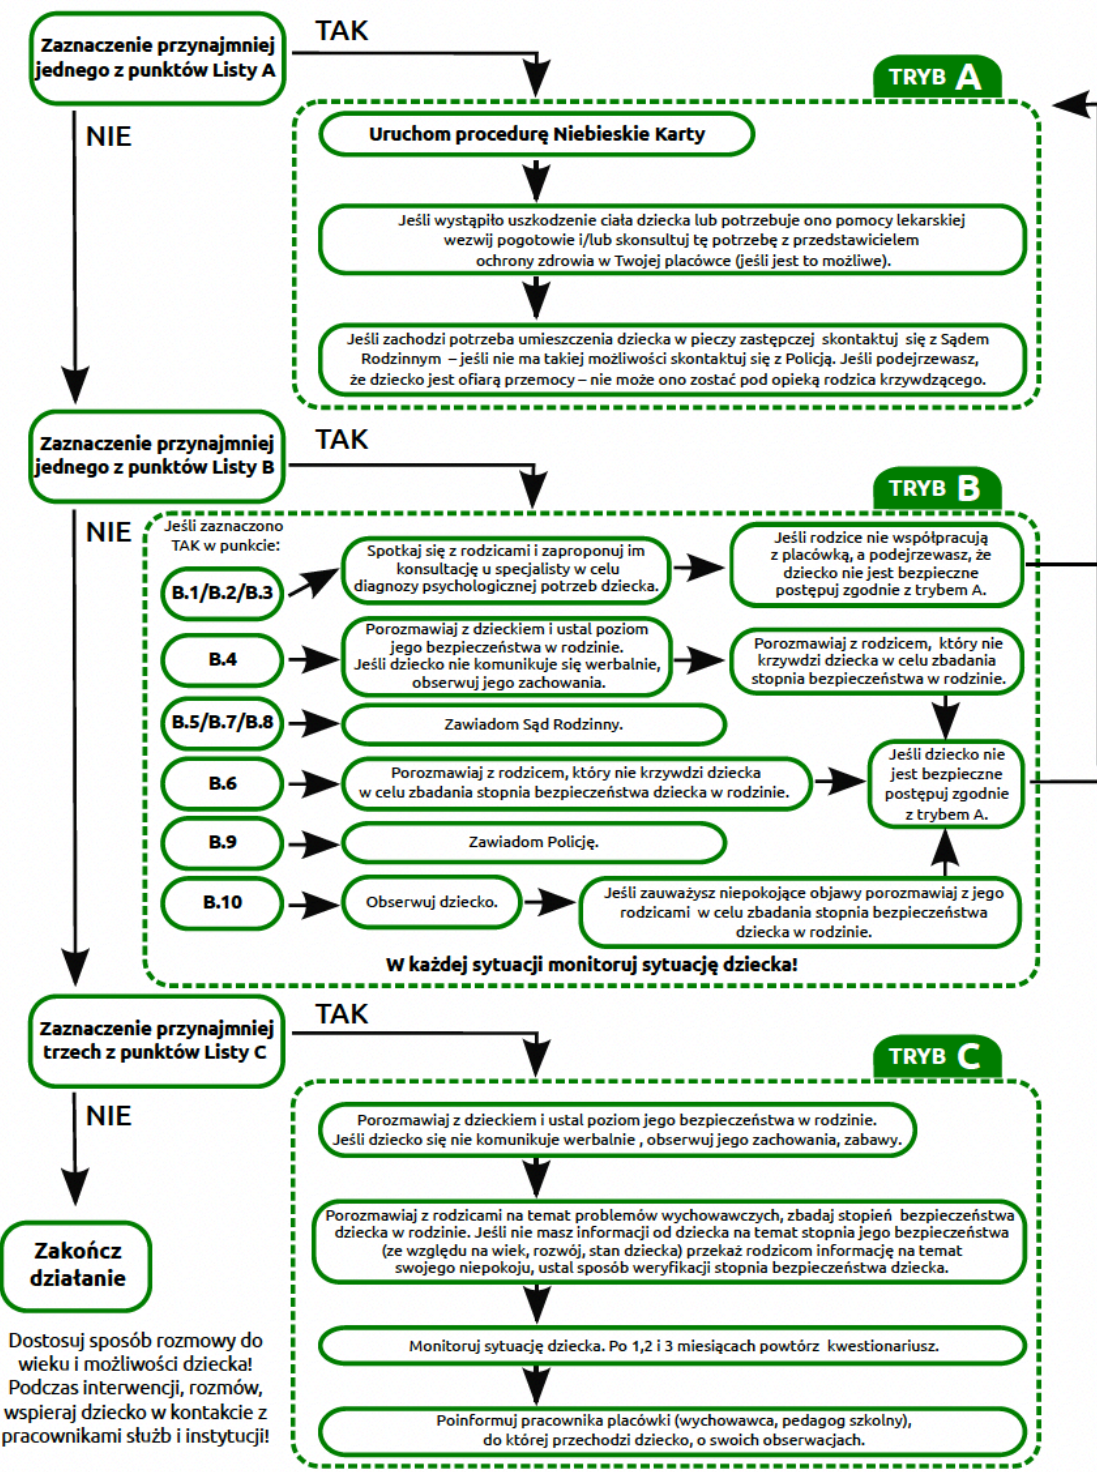 Zaznaczenie przynajmniej
jednego z punktów Listy A
TAK
NIE
TRYB A
Uruchom procedurę Niebieskie Karty
Jeśli wystąpiło uszkodzenie ciała dziecka lub potrzebuje ono pomocy lekarskiej
wezwij pogotowie i/lub skonsultuj tę potrzebę z przedstawicielem
ochrony zdrowia w Twojej placówce (jeśli jest to możliwe).
Jeśli zachodzi potrzeba umieszczenia dziecka w pieczy zastępczej skontaktuj się z Sądem
Rodzinnym – jeśli nie ma takiej możliwości skontaktuj się z Policją. Jeśli podejrzewasz,
że dziecko jest ofiarą przemocy – nie może ono zostać pod opieką rodzica krzywdzącego.
Zaznaczenie przynajmniej
jednego z punktów Listy B
TAK
NIE
TRYB B
Jeśli zaznaczono
TAK w punkcie:
B.1/B.2/B.3
Spotkaj się z rodzicami i zaproponuj im
konsultację u specjalisty w celu
diagnozy psychologicznej potrzeb dziecka.
Jeśli rodzice nie współpracują
z placówką, a podejrzewasz, że
dziecko nie jest bezpieczne
postępuj zgodnie z trybem A.
B.4
Porozmawiaj z dzieckiem i ustal poziom
jego bezpieczeństwa w rodzinie.
Jeśli dziecko nie komunikuje się werbalnie,
obserwuj jego zachowania.
Porozmawiaj z rodzicem, który nie
krzywdzi dziecka w celu zbadania
stopnia bezpieczeństwa w rodzinie.
B.5/B.7/B.8
Zawiadom Sąd Rodzinny.
B.6
Porozmawiaj z rodzicem, który nie krzywdzi dziecka
w celu zbadania stopnia bezpieczeństwa dziecka w rodzinie.
Jeśli dziecko nie
jest bezpieczne
postępuj zgodnie
z trybem A.
B.9
Zawiadom Policję.
B.10
Obserwuj dziecko.
Jeśli zauważysz niepokojące objawy porozmawiaj z jego
rodzicami w celu zbadania stopnia bezpieczeństwa
dziecka w rodzinie.
W każdej sytuacji monitoruj sytuację dziecka!
Zaznaczenie przynajmniej
trzech z punktów Listy C
TAK
NIE
TRYB C
Porozmawiaj z dzieckiem i ustal poziom jego bezpieczeństwa w rodzinie.
Jeśli dziecko się nie komunikuje werbalnie , obserwuj jego zachowania, zabawy.
Porozmawiaj z rodzicami na temat problemów wychowawczych, zbadaj stopień bezpieczeństwa
dziecka w rodzinie. Jeśli nie masz informacji od dziecka na temat stopnia jego bezpieczeństwa
(ze względu na wiek, rozwój, stan dziecka) przekaż rodzicom informację na temat
swojego niepokoju, ustal sposób weryfikacji stopnia bezpieczeństwa dziecka.
Monitoruj sytuację dziecka. Po 1,2 i 3 miesiącach powtórz kwestionariusz.
Poinformuj pracownika placówki (wychowawca, pedagog szkolny),
do której przechodzi dziecko, o swoich obserwacjach.
Zakończ
działanie
Dostosuj sposób rozmowy do
wieku i możliwości dziecka!
Podczas interwencji, rozmów,
wspieraj dziecko w kontakcie z
pracownikami służb i instytucji!